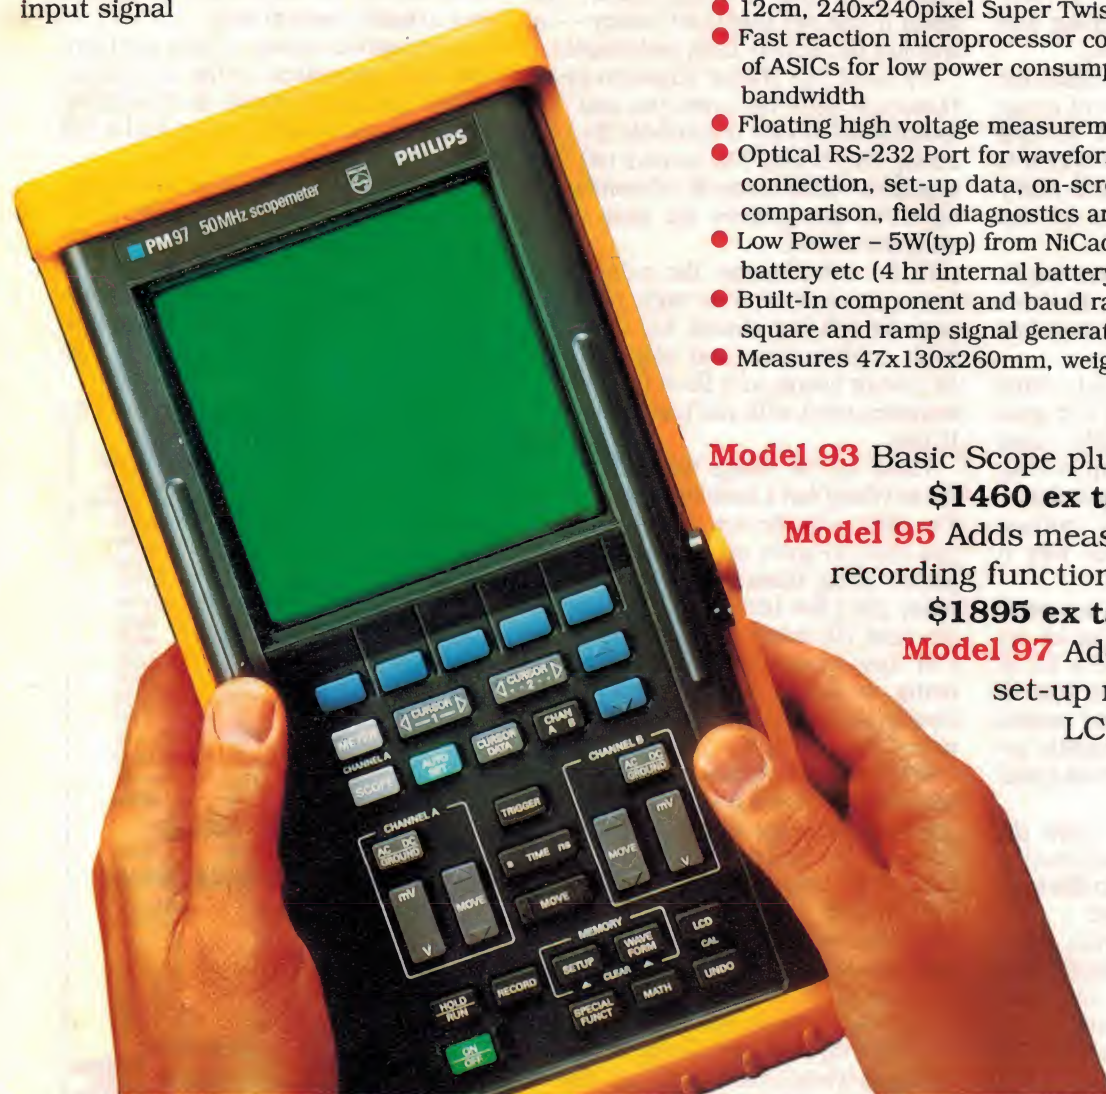 input signal
12cm, 240x240pixel Super Twis
Fast reaction microprocessor co
of ASICs for low power consump
bandwidth
Floating high voltage measurem
Optical RS-232 Port for wavefor
connection, set-up data, on-scre
comparison, field diagnostics an
Low Power – 5W(typ) from NiCad
battery etc (4 hr internal battery
Built-In component and baud ra
square and ramp signal generat
Measures 47x130x260mm, weig
Model 93 Basic Scope plu
$1460 ex t
Model 95 Adds meas
recording function
$1895 ex t
Model 97 Ad
set-up
LC
PM97 50MHz scopemeter
PHILIPS
CURSOR
1
CURSOR
2
METER
CHANNEL A
SCOPE
AUTO
SET
CURSOR
DATA
CHAN
A B
CHANNEL B
AC DC
GROUND
mV
V
MOVE
CHANNEL A
AC DC
GROUND
mV
V
MOVE
TRIGGER
s TIME ns
MOVE
MEMORY
SETUP
WAVE
FORM
CLEAR
LCD
CAL
HOLD
RUN
RECORD
SPECIAL
FUNCT
MATH
UNDO
ON
OFF